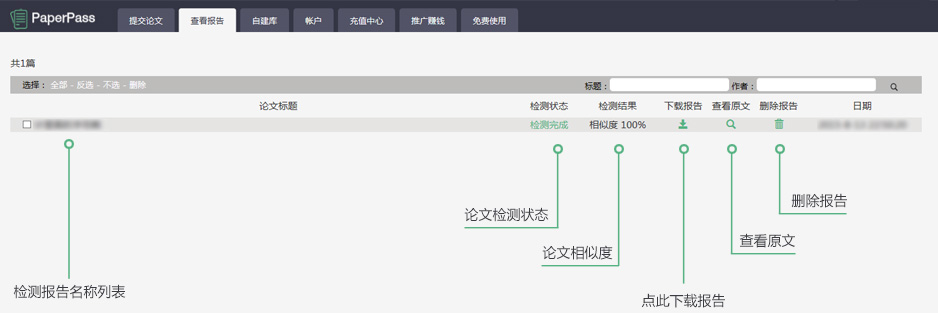 PaperPass 提交论文 查看报告 自建库 帐户 充值中心 推广赚钱 免费使用
共1篇
选择： 全部 - 反选 - 不选 - 删除 标题： 作者：
论文标题 检测状态 检测结果 下载报告 查看原文 删除报告 日期
检测完成 相似度 100%
删除报告
论文检测状态
查看原文
论文相似度
检测报告名称列表
点此下载报告